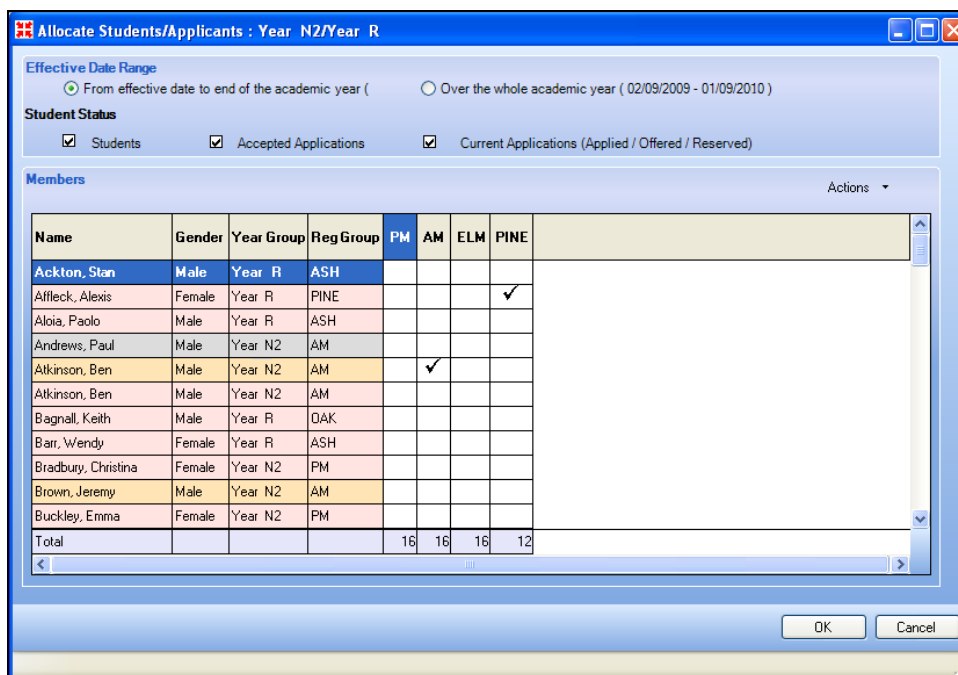 Allocate Students/Applicants : Year N2/Year R
Effective Date Range
From effective date to end of the academic year ( Over the whole academic year ( 02/09/2009 - 01/09/2010 )
Student Status
Students Accepted Applications Current Applications (Applied / Offered / Reserved)
Members
Actions
Name Gender Year Group Reg Group PM AM ELM PINE
Ackton, Stan Male Year R ASH
Affleck, Alexis Female Year R PINE
Aloia, Paolo Male Year R ASH
Andrews, Paul Male Year N2 AM
Atkinson, Ben Male Year N2 AM
Atkinson, Ben Male Year N2 AM
Bagnall, Keith Male Year R OAK
Barr, Wendy Female Year R ASH
Bradbury, Christina Female Year N2 PM
Brown, Jeremy Male Year N2 AM
Buckley, Emma Female Year N2 PM
Total 16 16 16 12
OK Cancel